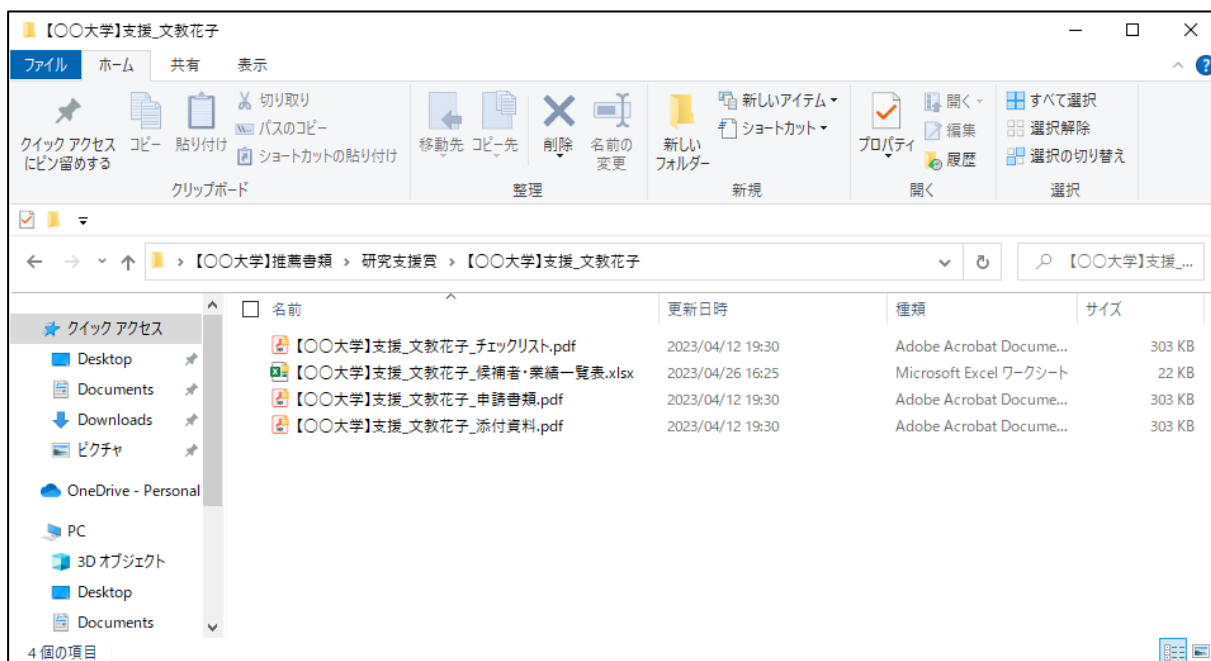 【〇〇大学】支援_文教花子
ファイル ホーム 共有 表示
クイック アクセス
にピン留めする
コピー
貼り付け
切り取り
パスのコピー
ショートカットの貼り付け
クリップボード
移動先
コピー先
削除
名前の
変更
整理
新しい
フォルダー
新しいアイテム
ショートカット
新規
プロパティ
開く
編集
履歴
開く
すべて選択
選択解除
選択の切り替え
選択
【〇〇大学】推薦書類 › 研究支援賞 › 【〇〇大学】支援_文教花子
【〇〇大学】支援_...
名前 更新日時 種類 サイズ
【〇〇大学】支援_文教花子_チェックリスト.pdf 2023/04/12 19:30 Adobe Acrobat Docume... 303 KB
【〇〇大学】支援_文教花子_候補者・業績一覧表.xlsx 2023/04/26 16:25 Microsoft Excel ワークシート 22 KB
【〇〇大学】支援_文教花子_申請書類.pdf 2023/04/12 19:30 Adobe Acrobat Docume... 303 KB
【〇〇大学】支援_文教花子_添付資料.pdf 2023/04/12 19:30 Adobe Acrobat Docume... 303 KB
クイック アクセス
Desktop
Documents
Downloads
ピクチャ
OneDrive - Personal
PC
3D オブジェクト
Desktop
Documents
4 個の項目